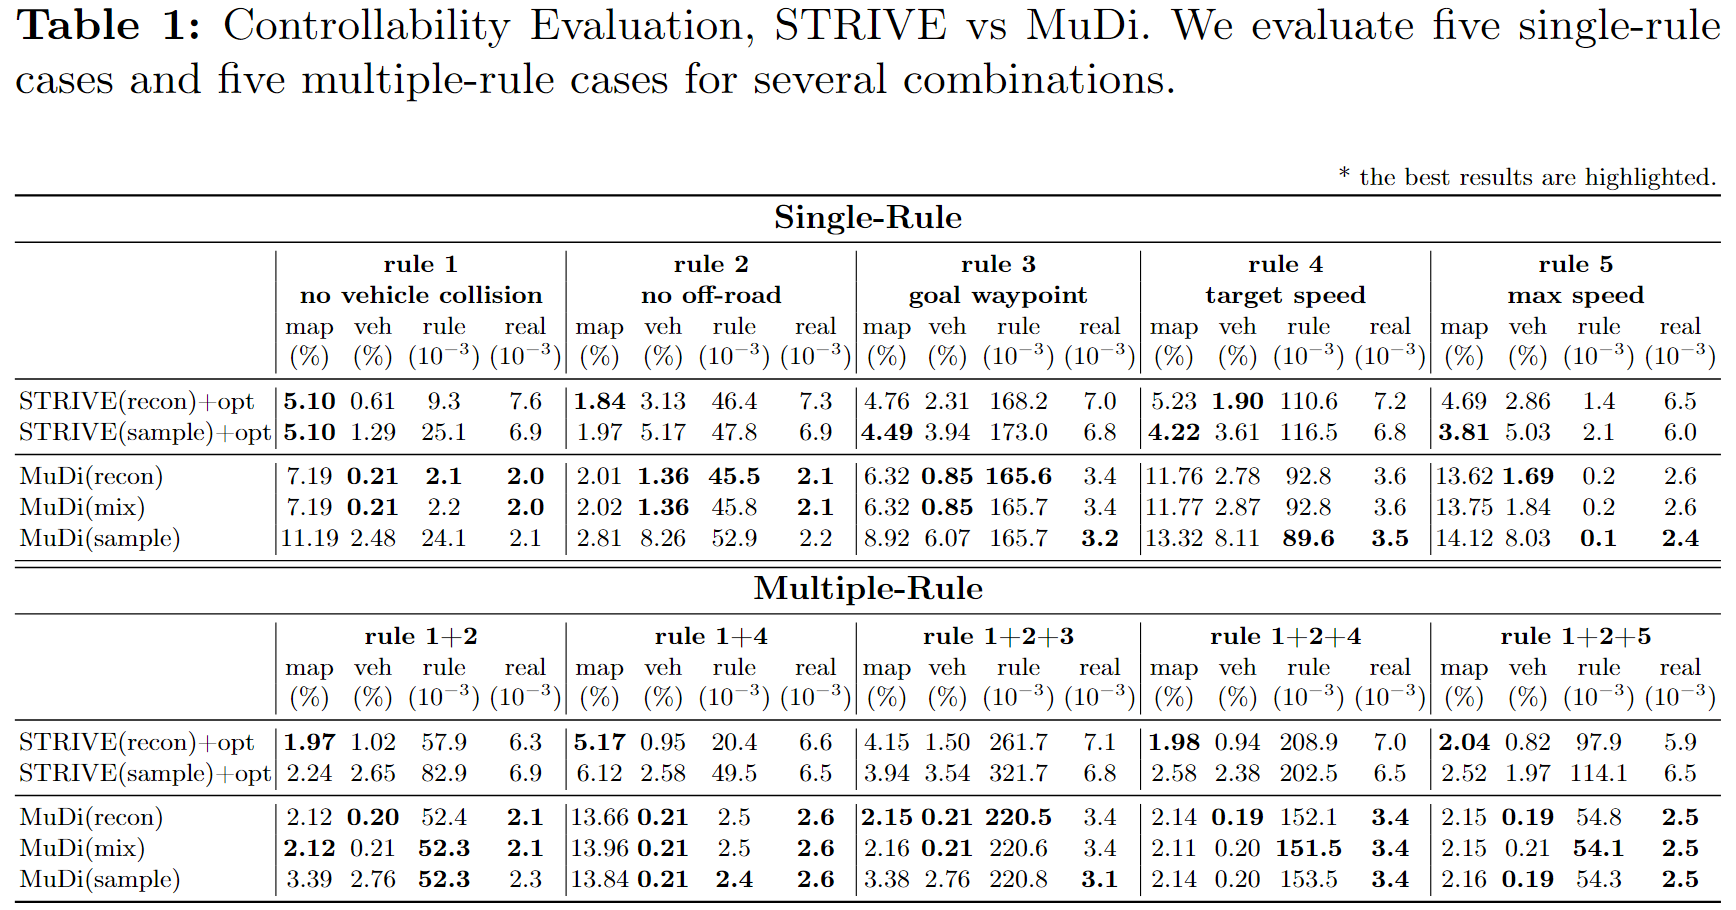 Table 1: Controllability Evaluation, STRIVE vs MuDi. We evaluate five single-rule
cases and five multiple-rule cases for several combinations.
* the best results are highlighted.
Single-Rule
rule 1 rule 2 rule 3 rule 4 rule 5
no vehicle collision no off-road goal waypoint target speed max speed
map veh rule real map veh rule real map veh rule real map veh rule real map veh rule real
(%) (%) (10⁻³) (10⁻³) (%) (%) (10⁻³) (10⁻³) (%) (%) (10⁻³) (10⁻³) (%) (%) (10⁻³) (10⁻³) (%) (%) (10⁻³) (10⁻³)
STRIVE(recon)+opt 5.10 0.61 9.3 7.6 1.84 3.13 46.4 7.3 4.76 2.31 168.2 7.0 5.23 1.90 110.6 7.2 4.69 2.86 1.4 6.5
STRIVE(sample)+opt 5.10 1.29 25.1 6.9 1.97 5.17 47.8 6.9 4.49 3.94 173.0 6.8 4.22 3.61 116.5 6.8 3.81 5.03 2.1 6.0
MuDi(recon) 7.19 0.21 2.1 2.0 2.01 1.36 45.5 2.1 6.32 0.85 165.6 3.4 11.76 2.78 92.8 3.6 13.62 1.69 0.2 2.6
MuDi(mix) 7.19 0.21 2.2 2.0 2.02 1.36 45.8 2.1 6.32 0.85 165.7 3.4 11.77 2.87 92.8 3.6 13.75 1.84 0.2 2.6
MuDi(sample) 11.19 2.48 24.1 2.1 2.81 8.26 52.9 2.2 8.92 6.07 165.7 3.2 13.32 8.11 89.6 3.5 14.12 8.03 0.1 2.4
Multiple-Rule
rule 1+2 rule 1+4 rule 1+2+3 rule 1+2+4 rule 1+2+5
map veh rule real map veh rule real map veh rule real map veh rule real map veh rule real
(%) (%) (10⁻³) (10⁻³) (%) (%) (10⁻³) (10⁻³) (%) (%) (10⁻³) (10⁻³) (%) (%) (10⁻³) (10⁻³) (%) (%) (10⁻³) (10⁻³)
STRIVE(recon)+opt 1.97 1.02 57.9 6.3 5.17 0.95 20.4 6.6 4.15 1.50 261.7 7.1 1.98 0.94 208.9 7.0 2.04 0.82 97.9 5.9
STRIVE(sample)+opt 2.24 2.65 82.9 6.9 6.12 2.58 49.5 6.5 3.94 3.54 321.7 6.8 2.58 2.38 202.5 6.5 2.52 1.97 114.1 6.5
MuDi(recon) 2.12 0.20 52.4 2.1 13.66 0.21 2.5 2.6 2.15 0.21 220.5 3.4 2.14 0.19 152.1 3.4 2.15 0.19 54.8 2.5
MuDi(mix) 2.12 0.21 52.3 2.1 13.96 0.21 2.5 2.6 2.16 0.21 220.6 3.4 2.11 0.20 151.5 3.4 2.15 0.21 54.1 2.5
MuDi(sample) 3.39 2.76 52.3 2.3 13.84 0.21 2.4 2.6 3.38 2.76 220.8 3.1 2.14 0.20 153.5 3.4 2.16 0.19 54.3 2.5